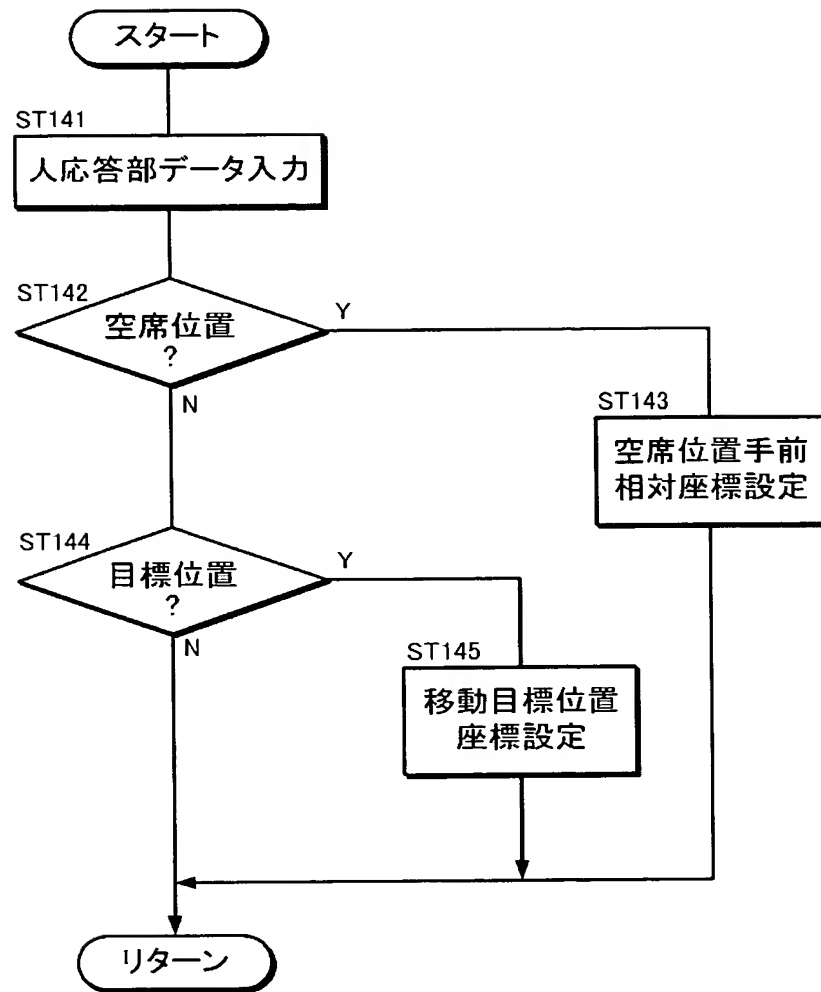 スタート
ST141
人応答部データ入力
ST142
空席位置
?
Y
N
ST143
空席位置手前
相対座標設定
ST144
目標位置
?
Y
N
ST145
移動目標位置
座標設定
リターン